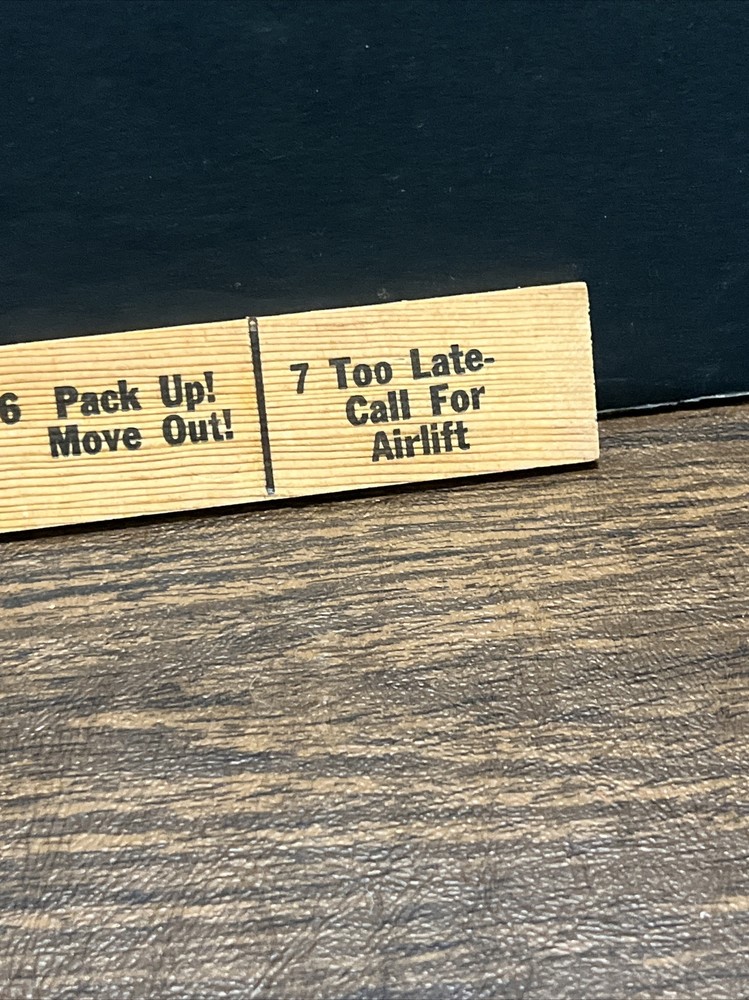 6 Pack Up!
Move Out!
7 Too Late-
Call For
Airlift